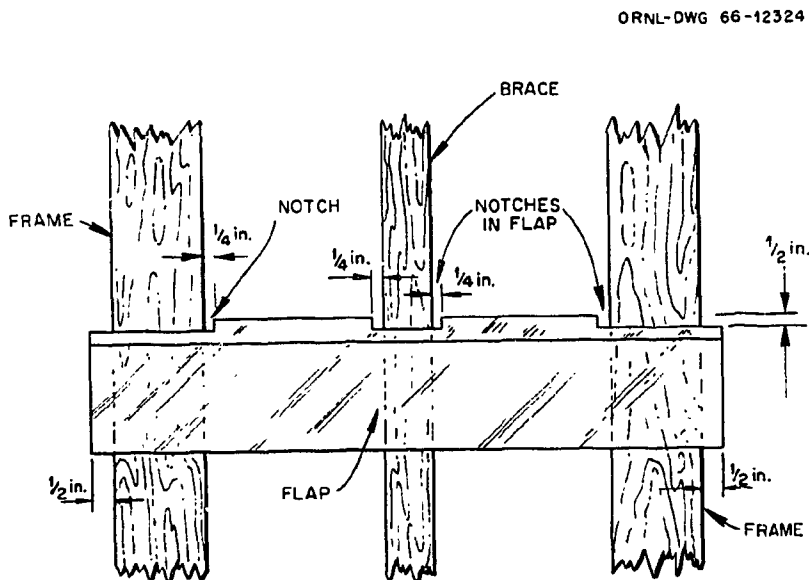 ORNL-DWG 66-12324
BRACE
NOTCH
NOTCHES
IN FLAP
FRAME
1/4 in.
1/4 in.
1/4 in.
1/2 in.
1/2 in.
FLAP
1/2 in.
FRAME